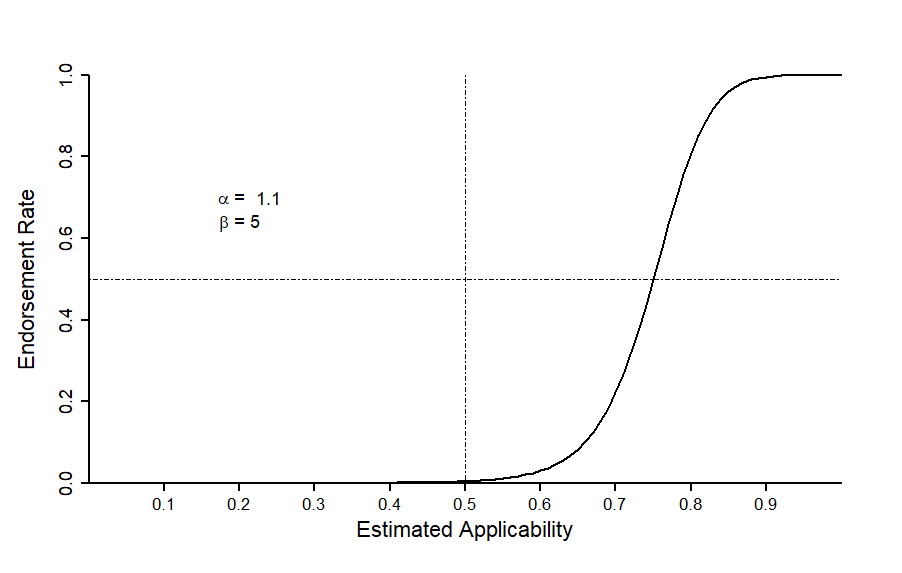 1.0
0.8
0.6
0.4
0.2
0.0
Endorsement Rate
α = 1.1
β = 5
0.1 0.2 0.3 0.4 0.5 0.6 0.7 0.8 0.9
Estimated Applicability